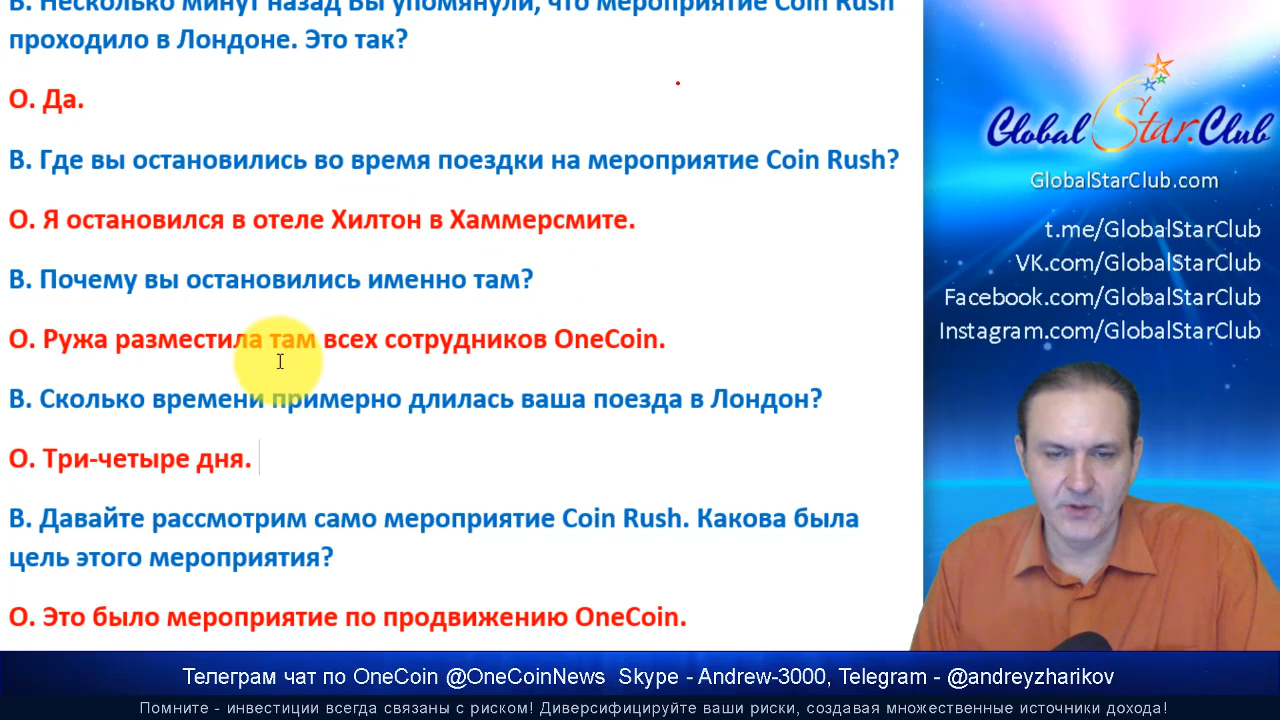 В. Несколько минут назад Вы упомянули, что мероприятие Coin Rush
проходило в Лондоне. Это так?
О. Да.
В. Где вы остановились во время поездки на мероприятие Coin Rush?
О. Я остановился в отеле Хилтон в Хаммерсмите.
В. Почему вы остановились именно там?
О. Ружа разместила там всех сотрудников OneCoin.
В. Сколько времени примерно длилась ваша поезда в Лондон?
О. Три-четыре дня.
В. Давайте рассмотрим само мероприятие Coin Rush. Какова была
цель этого мероприятия?
О. Это было мероприятие по продвижению OneCoin.
Global Star.Club
GlobalStarClub.com
t.me/GlobalStarClub
VK.com/GlobalStarClub
Facebook.com/GlobalStarClub
Instagram.com/GlobalStarClub
Телеграм чат по OneCoin @OneCoinNews Skype - Andrew-3000, Telegram - @andreyzharikov
Помните - инвестиции всегда связаны с риском! Диверсифицируйте ваши риски, создавая множественные источники дохода!